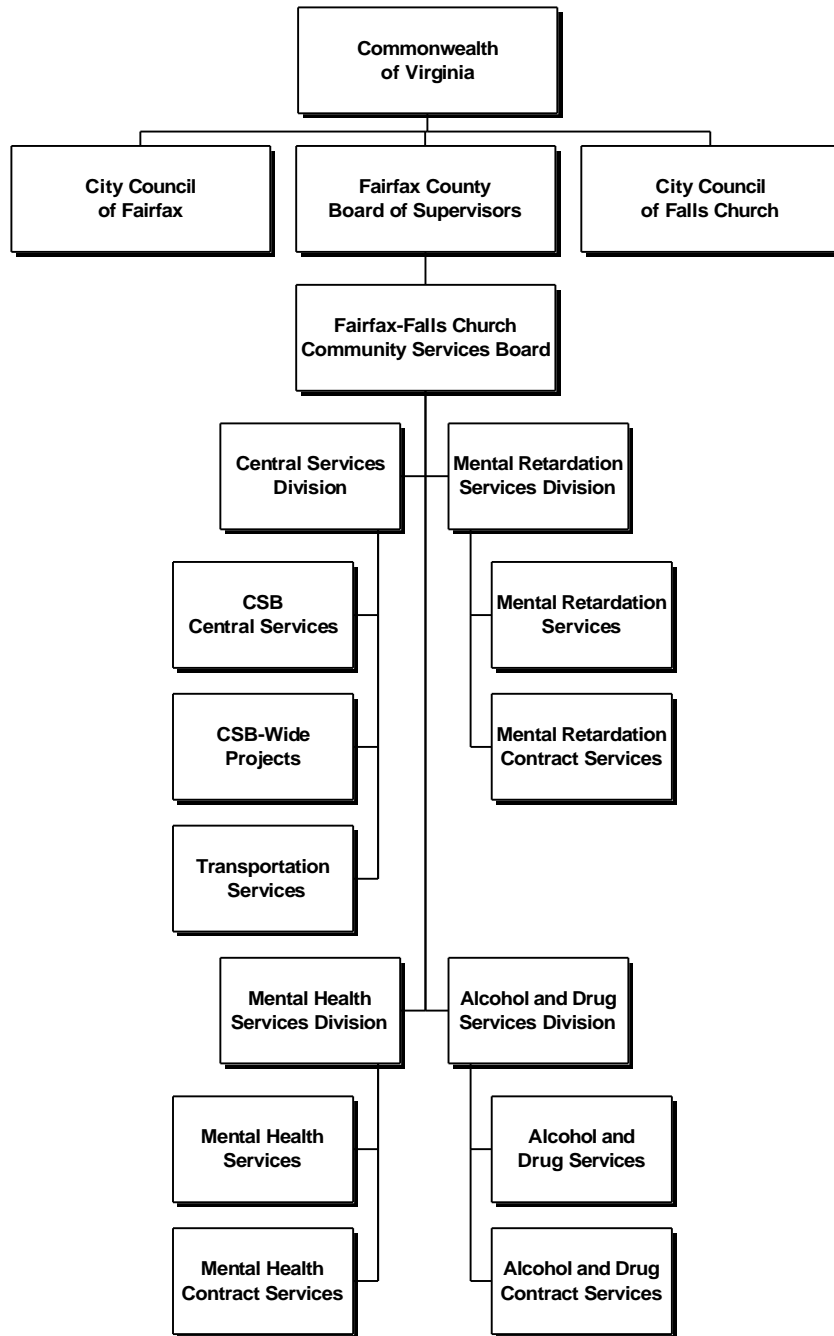 Commonwealth
of Virginia
City Council
of Fairfax
Fairfax County
Board of Supervisors
City Council
of Falls Church
Fairfax-Falls Church
Community Services Board
Central Services
Division
Mental Retardation
Services Division
CSB
Central Services
Mental Retardation
Services
CSB-Wide
Projects
Mental Retardation
Contract Services
Transportation
Services
Mental Health
Services Division
Alcohol and Drug
Services Division
Mental Health
Services
Alcohol and
Drug Services
Mental Health
Contract Services
Alcohol and Drug
Contract Services